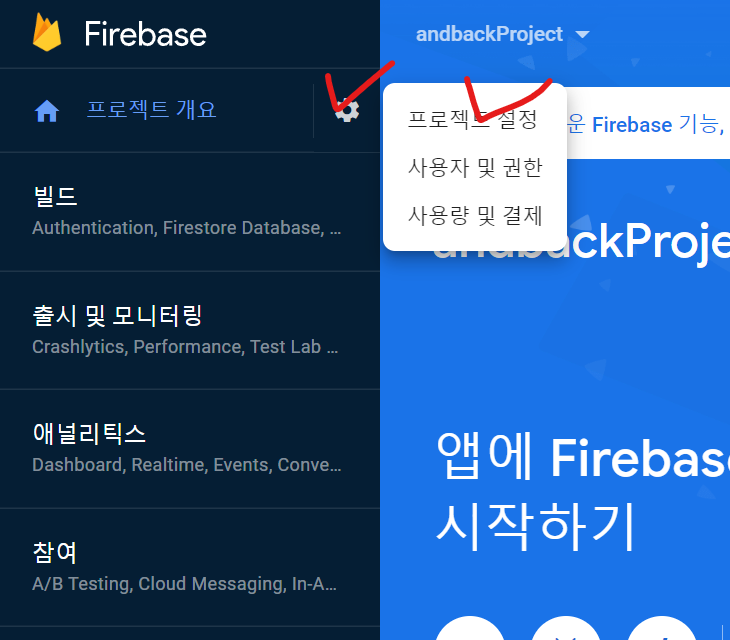 Firebase
andbackProject
프로젝트 개요
프로젝트 설정
사용자 및 권한
사용량 및 결제
운 Firebase 기능,
andbackProje
빌드
Authentication, Firestore Database, ...
출시 및 모니터링
Crashlytics, Performance, Test Lab ...
애널리틱스
Dashboard, Realtime, Events, Conve...
참여
A/B Testing, Cloud Messaging, In-A...
앱에 Firebase
시작하기